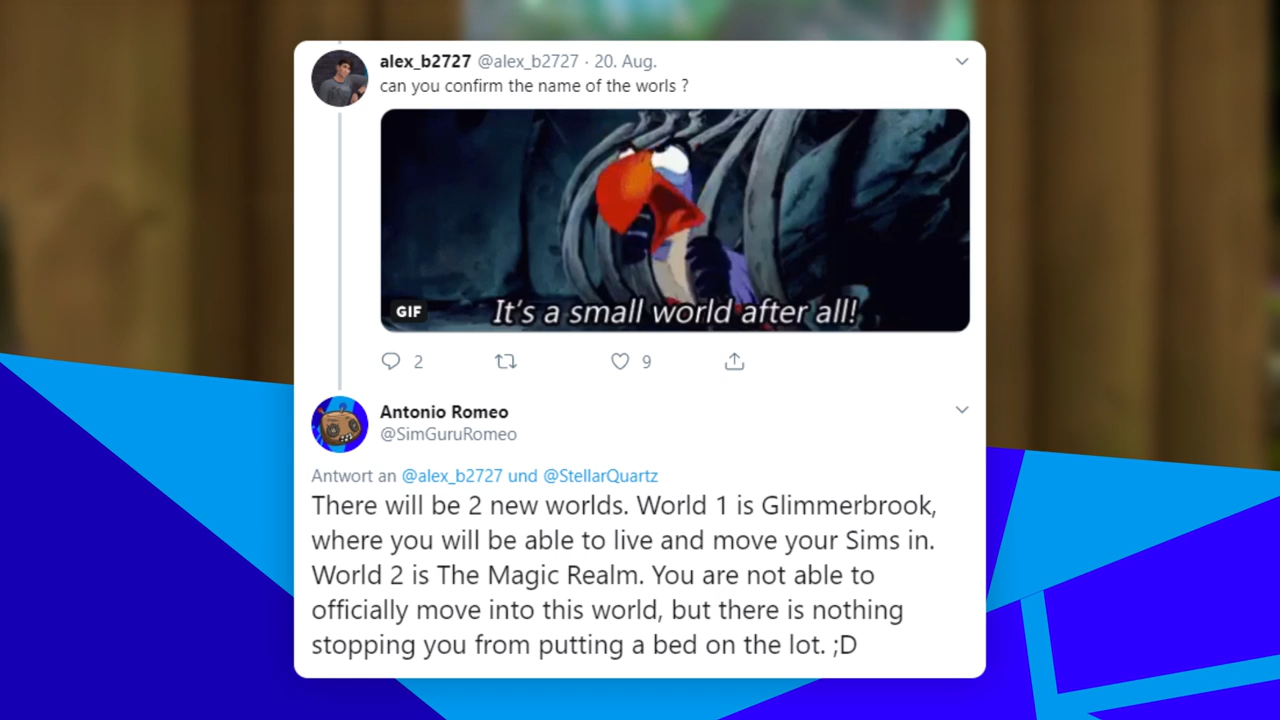 alex_b2727 @alex_b2727 · 20. Aug.
can you confirm the name of the worls ?
It's a small world after all!
GIF
2
9
Antonio Romeo
@SimGuruRomeo
Antwort an @alex_b2727 und @StellarQuartz
There will be 2 new worlds. World 1 is Glimmerbrook,
where you will be able to live and move your Sims in.
World 2 is The Magic Realm. You are not able to
officially move into this world, but there is nothing
stopping you from putting a bed on the lot. ;D